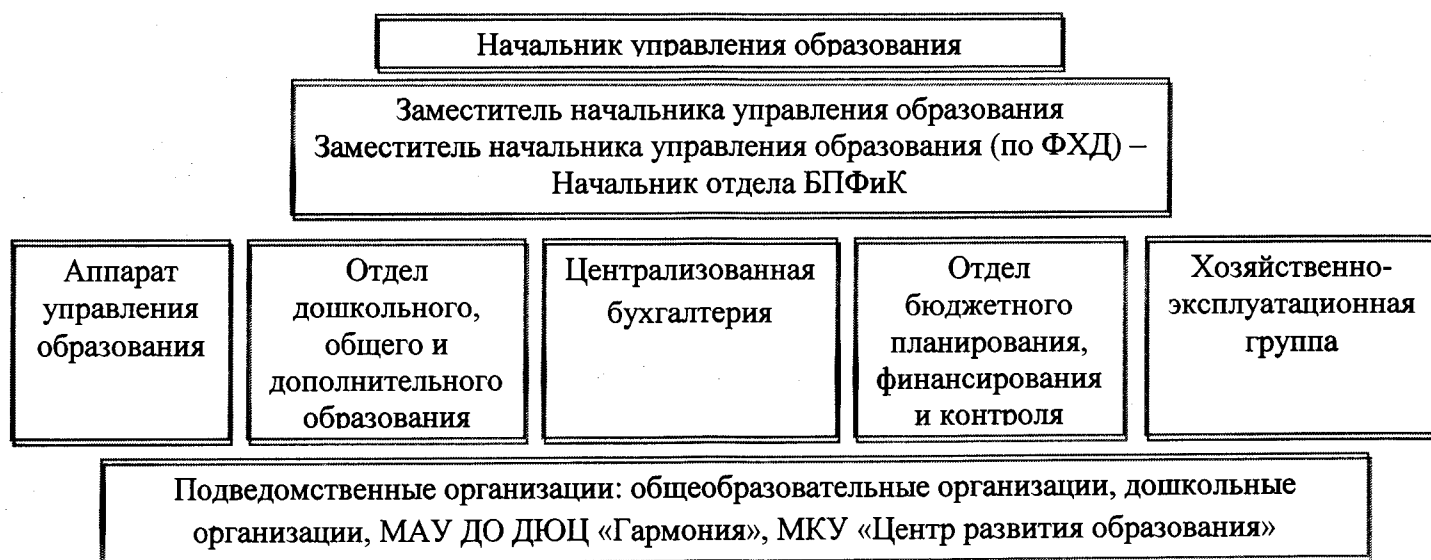 Начальник управления образования
Заместитель начальника управления образования
Заместитель начальника управления образования (по ФХД) –
Начальник отдела БПФиК
Аппарат
управления
образования
Отдел
дошкольного,
общего и
дополнительного
образования
Централизованная
бухгалтерия
Отдел
бюджетного
планирования,
финансирования
и контроля
Хозяйственно-
эксплуатационная
группа
Подведомственные организации: общеобразовательные организации, дошкольные
организации, МАУ ДО ДЮЦ «Гармония», МКУ «Центр развития образования»